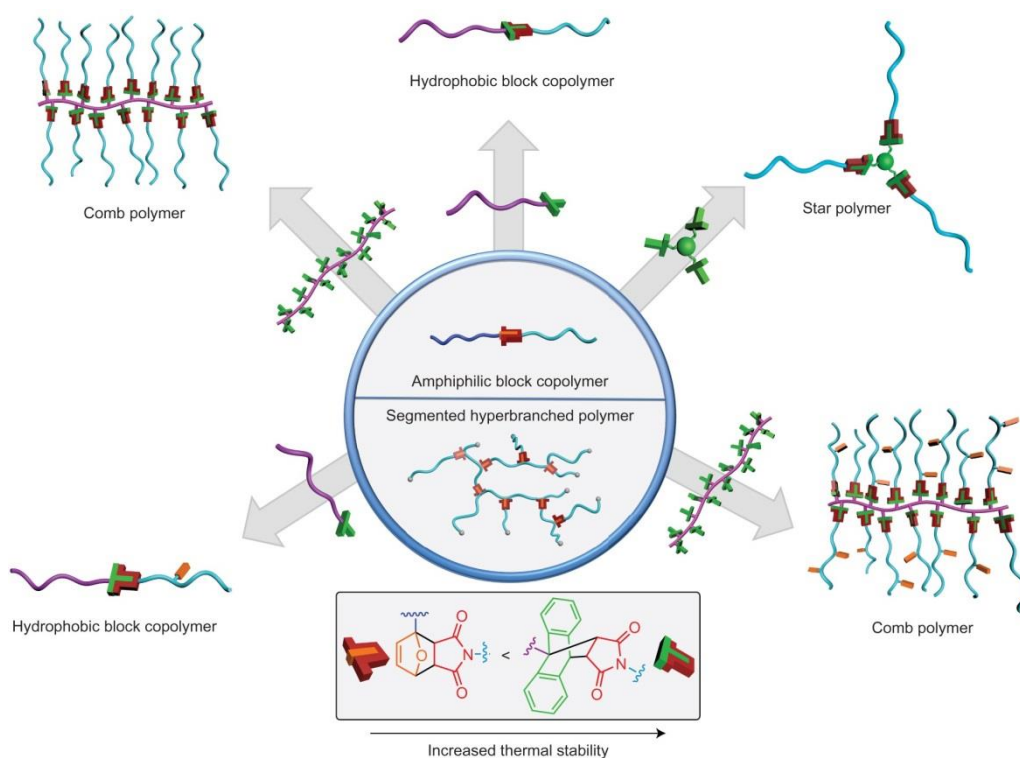 Hydrophobic block copolymer
Comb polymer
Star polymer
Amphiphilic block copolymer
Segmented hyperbranched polymer
Hydrophobic block copolymer
Comb polymer
O
O
N
O
<
O
N
O
Increased thermal stability